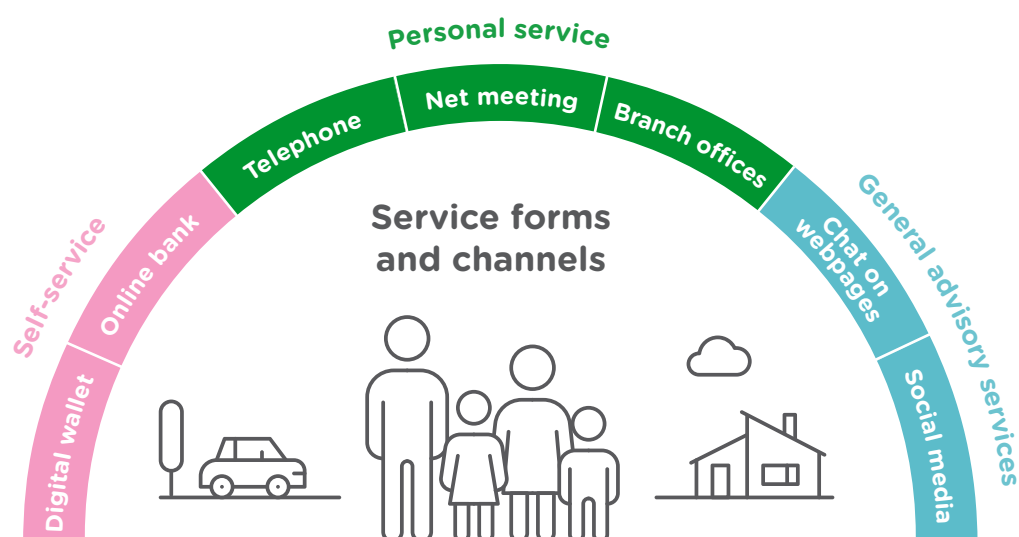 Personal service
Telephone
Net meeting
Branch offices
Self-service
Online bank
Digital wallet
General advisory services
Chat on
webpages
Social media
Service forms
and channels